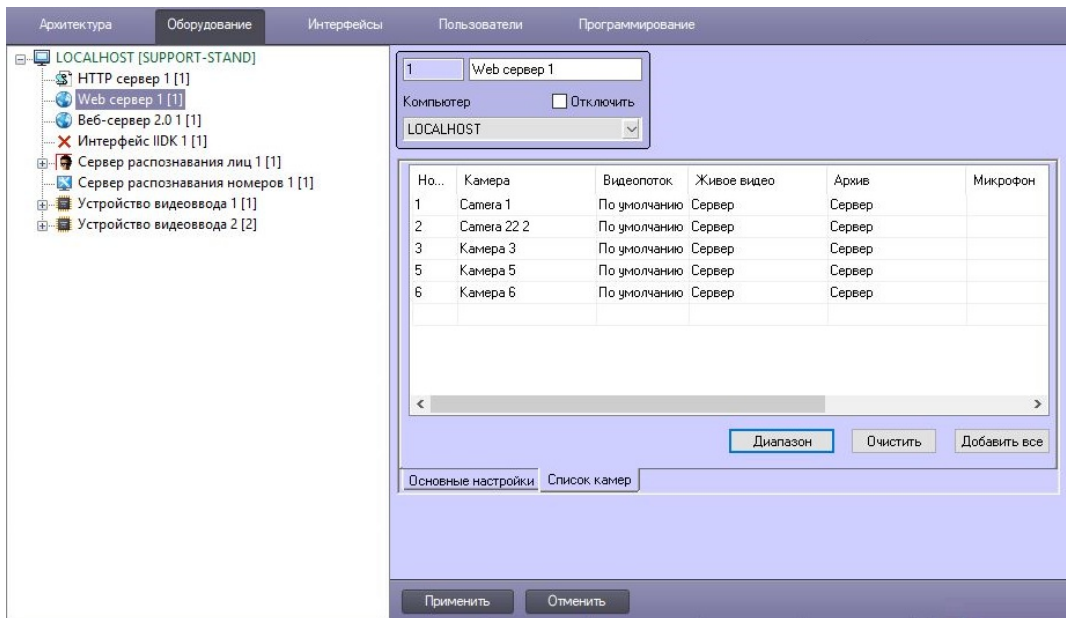 Архитектура Оборудование Интерфейсы Пользователи Программирование
LOCALHOST [SUPPORT-STAND]
HTTP сервер 1 [1]
Web сервер 1 [1]
Веб-сервер 2.0 1 [1]
Интерфейс IIDK 1 [1]
Сервер распознавания лиц 1 [1]
Сервер распознавания номеров 1 [1]
Устройство видеоввода 1 [1]
Устройство видеоввода 2 [2]
1 Web сервер 1
Компьютер Отключить
LOCALHOST
Но... Камера Видеопоток Живое видео Архив Микрофон
1 Camera 1 По умолчанию Сервер Сервер
2 Camera 22 2 По умолчанию Сервер Сервер
3 Камера 3 По умолчанию Сервер Сервер
5 Камера 5 По умолчанию Сервер Сервер
6 Камера 6 По умолчанию Сервер Сервер
Диапазон Очистить Добавить все
Основные настройки Список камер
Применить Отменить